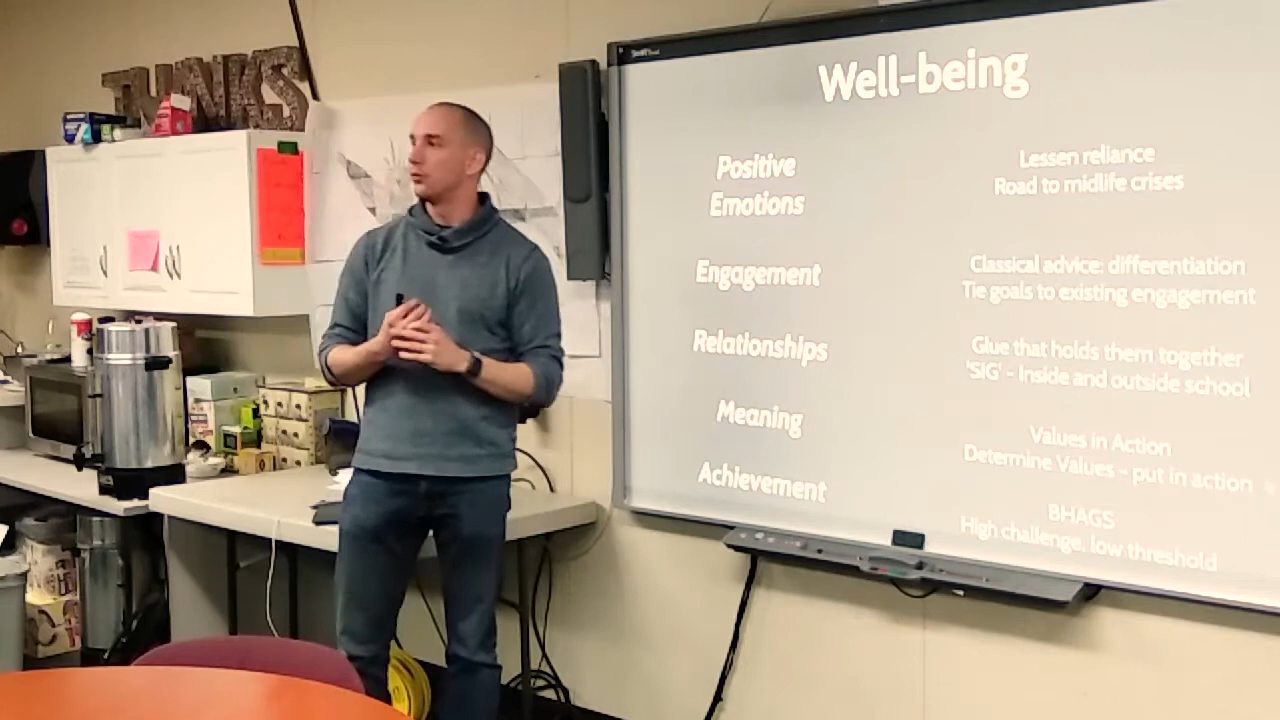 THINKS
Well-being
Positive
Emotions
Lessen reliance
Road to midlife crises
Engagement
Classical advice: differentiation
Tie goals to existing engagement
Relationships
Glue that holds them together
'SIG' - Inside and outside school
Meaning
Values in Action
Determine Values - put in action
Achievement
BHAGS
High challenge, low threshold